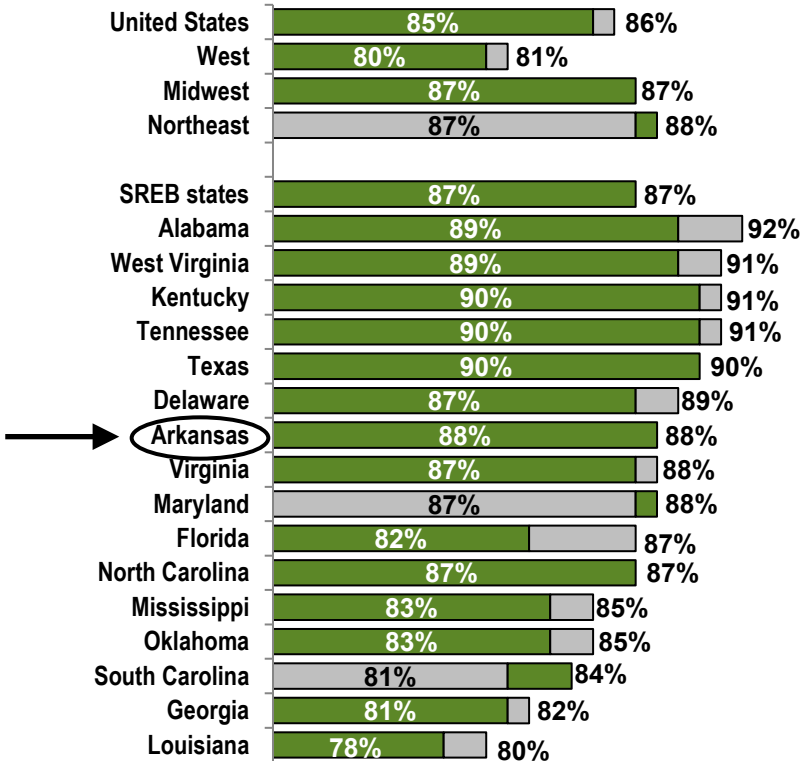 United States 85% 86%
West 80% 81%
Midwest 87% 87%
Northeast 87% 88%
SREB states 87% 87%
Alabama 89% 92%
West Virginia 89% 91%
Kentucky 90% 91%
Tennessee 90% 91%
Texas 90% 90%
Delaware 87% 89%
Arkansas 88% 88%
Virginia 87% 88%
Maryland 87% 88%
Florida 82% 87%
North Carolina 87% 87%
Mississippi 83% 85%
Oklahoma 83% 85%
South Carolina 81% 84%
Georgia 81% 82%
Louisiana 78% 80%